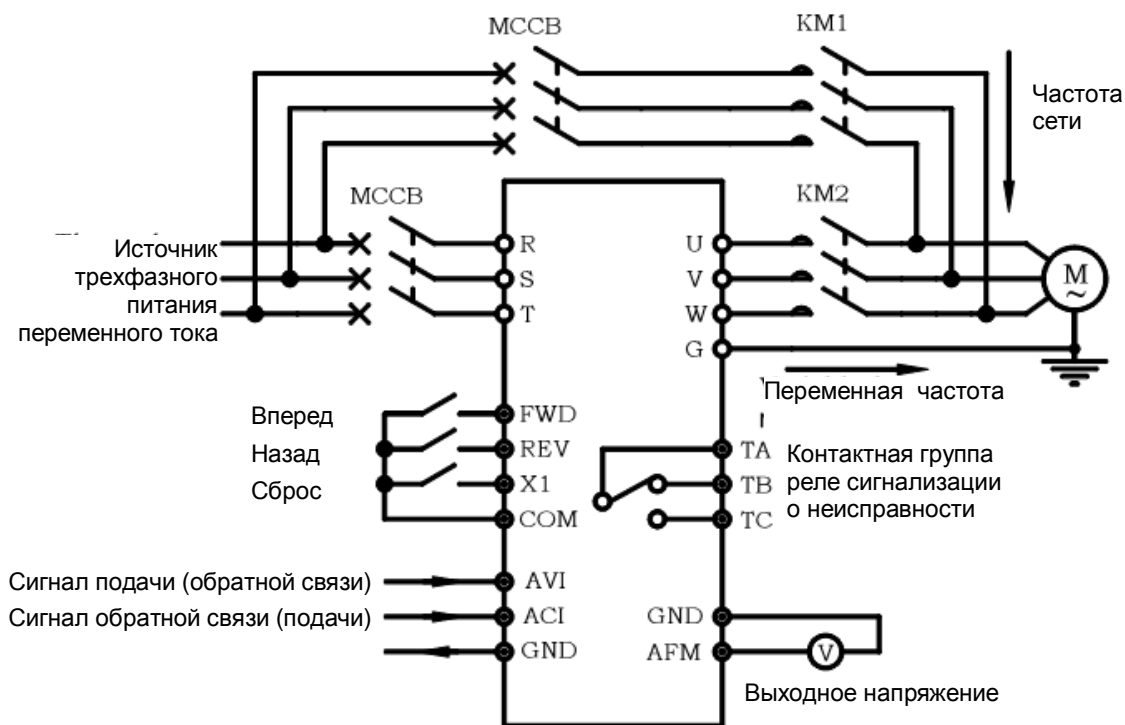 MCCB
KM1
Частота
сети
MCCB
KM2
Источник
трехфазного
питания
переменного тока
R
S
T
U
V
W
G
M
~
Переменная частота
Вперед
Назад
Сброс
FWD
REV
X1
COM
TA
TB
TC
Контактная группа
реле сигнализации
о неисправности
Сигнал подачи (обратной связи)
Сигнал обратной связи (подачи)
AVI
ACI
GND
GND
AFM
V
Выходное напряжение